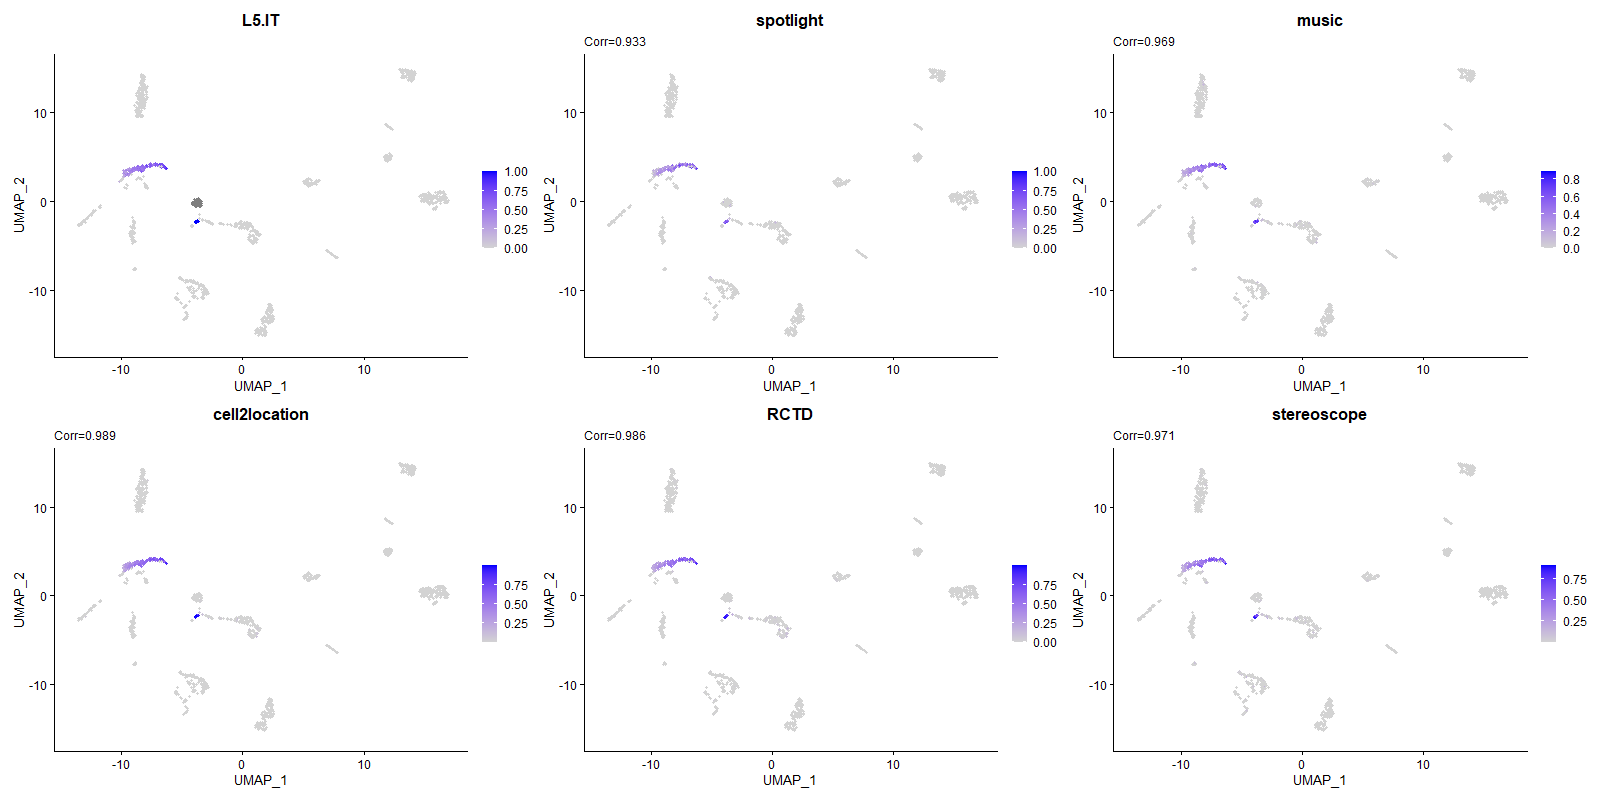 L5.IT
UMAP_2
10
0
-10
-10
0
10
UMAP_1
1.00
0.75
0.50
0.25
0.00
spotlight
Corr=0.933
UMAP_2
10
0
-10
-10
0
10
UMAP_1
1.00
0.75
0.50
0.25
0.00
music
Corr=0.969
UMAP_2
10
0
-10
-10
0
10
UMAP_1
0.8
0.6
0.4
0.2
0.0
cell2location
Corr=0.989
UMAP_2
10
0
-10
-10
0
10
UMAP_1
0.75
0.50
0.25
RCTD
Corr=0.986
UMAP_2
10
0
-10
-10
0
10
UMAP_1
0.75
0.50
0.25
0.00
stereoscope
Corr=0.971
UMAP_2
10
0
-10
-10
0
10
UMAP_1
0.75
0.50
0.25